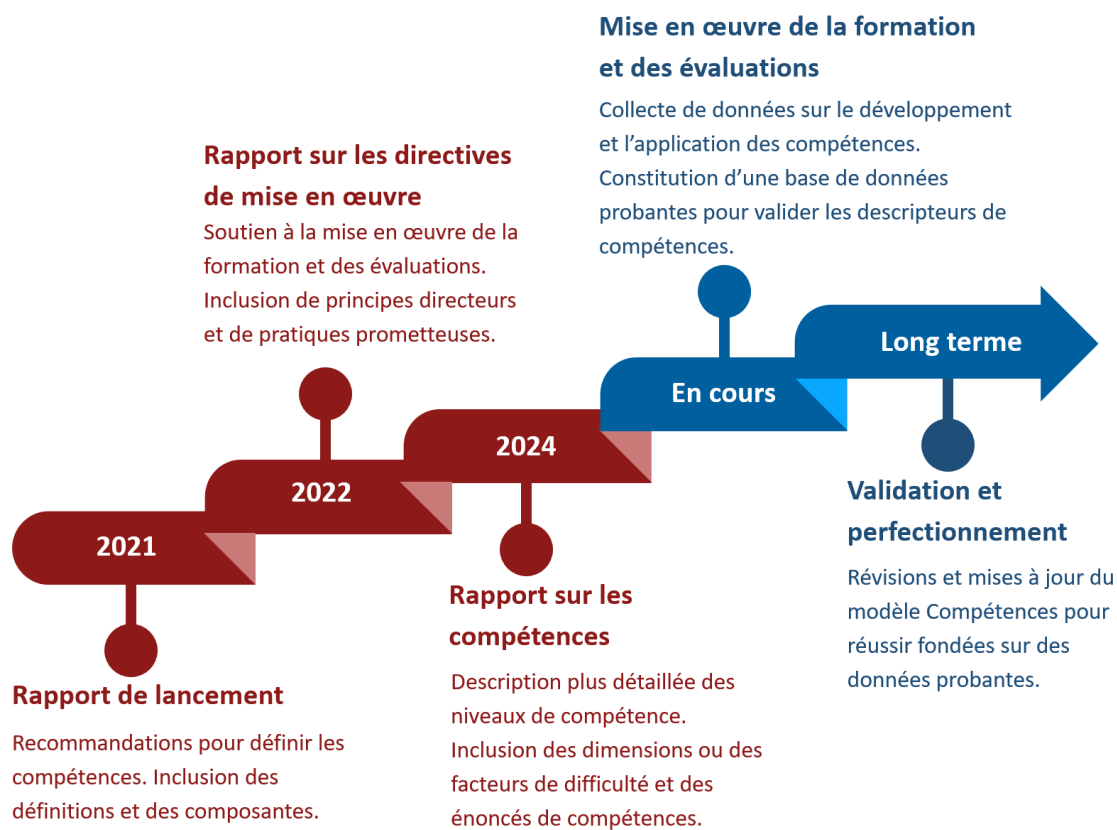 2021
Rapport de lancement
Recommandations pour définir les
compétences. Inclusion des
définitions et des composantes.
Rapport sur les directives
de mise en œuvre
Soutien à la mise en œuvre de la
formation et des évaluations.
Inclusion de principes directeurs
et de pratiques prometteuses.
2022
2024
Rapport sur les
compétences
Description plus détaillée des
niveaux de compétence.
Inclusion des dimensions ou des
facteurs de difficulté et des
énoncés de compétences.
Mise en œuvre de la formation
et des évaluations
Collecte de données sur le développement
et l’application des compétences.
Constitution d’une base de données
probantes pour valider les descripteurs de
compétences.
En cours
Long terme
Validation et
perfectionnement
Révisions et mises à jour du
modèle Compétences pour
réussir fondées sur des
données probantes.